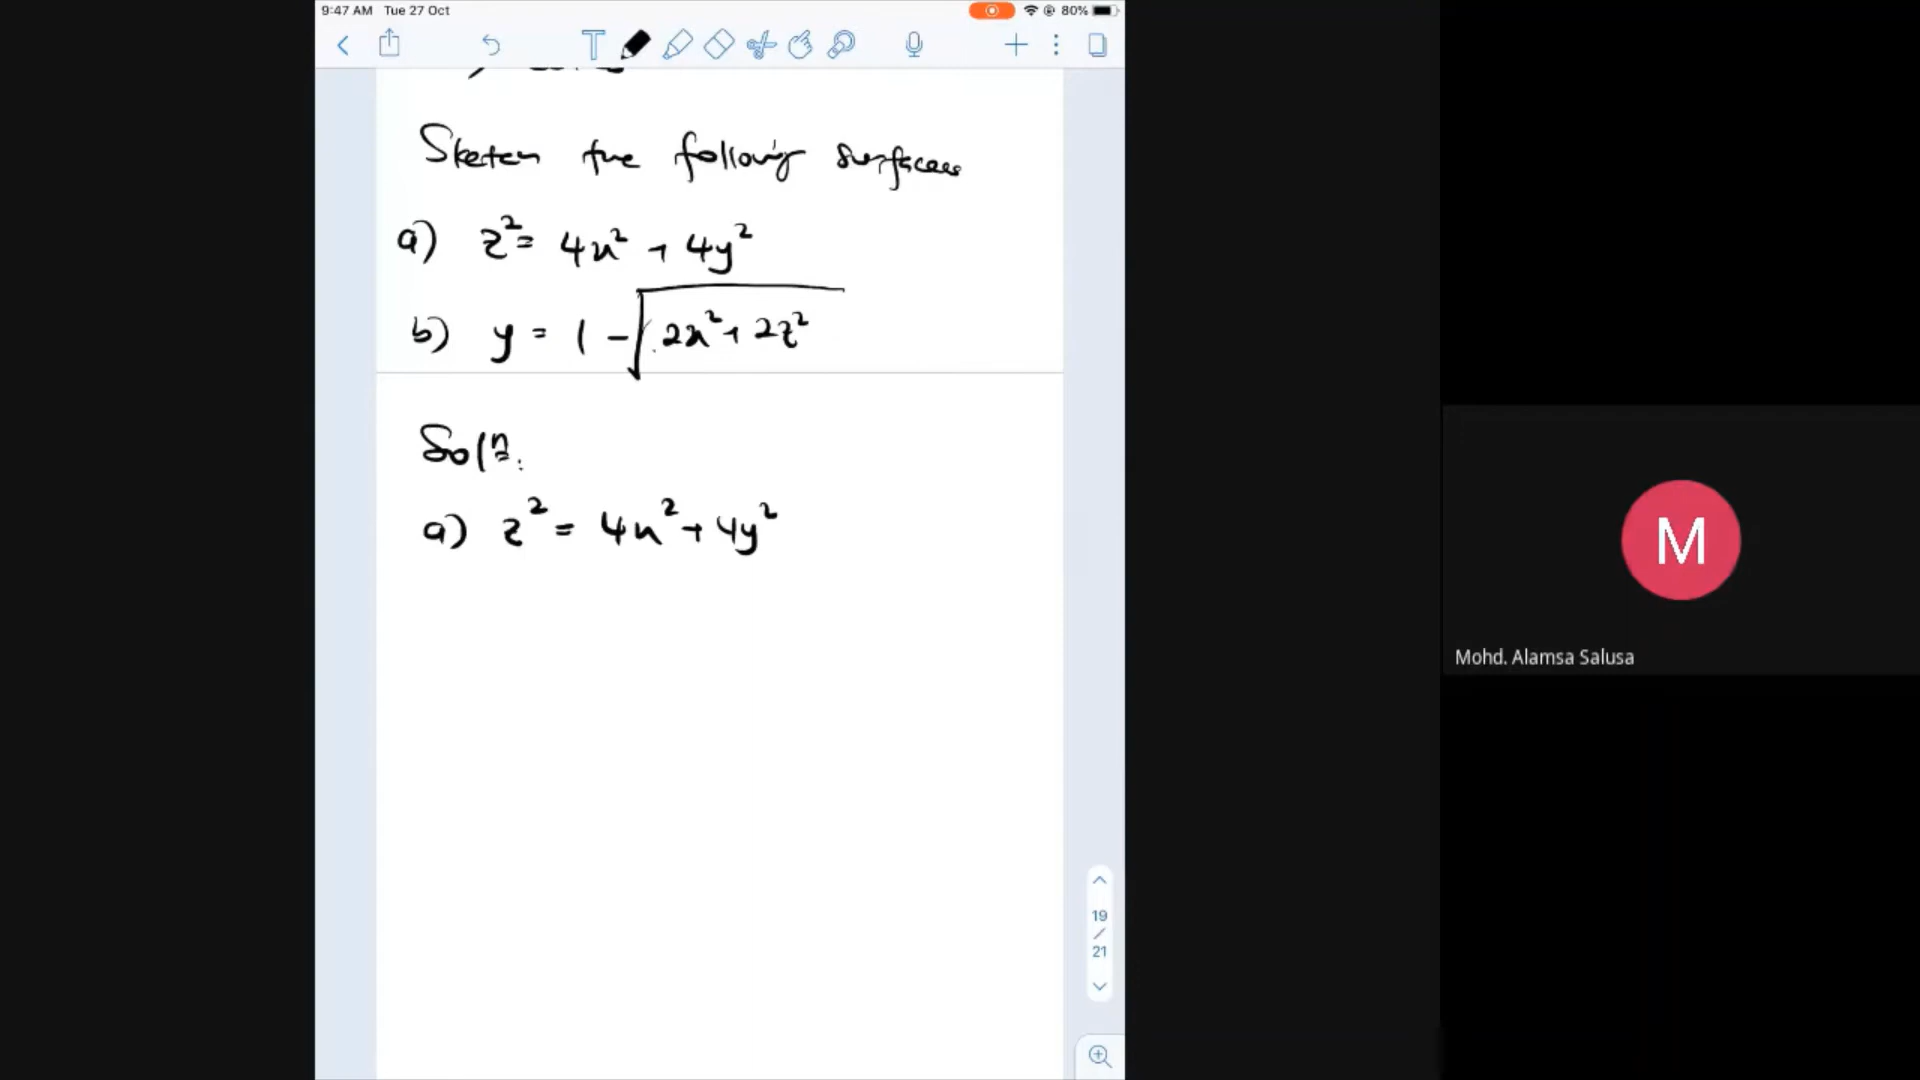 9:47 AM Tue 27 Oct
80%
Sketch the following surfaces
a) z² = 4x² + 4y²
b) y = 1 - √(2x² + 2z²)
Solⁿ:
a) z² = 4x² + 4y²
19
/
21
M
Mohd. Alamsa Salusa